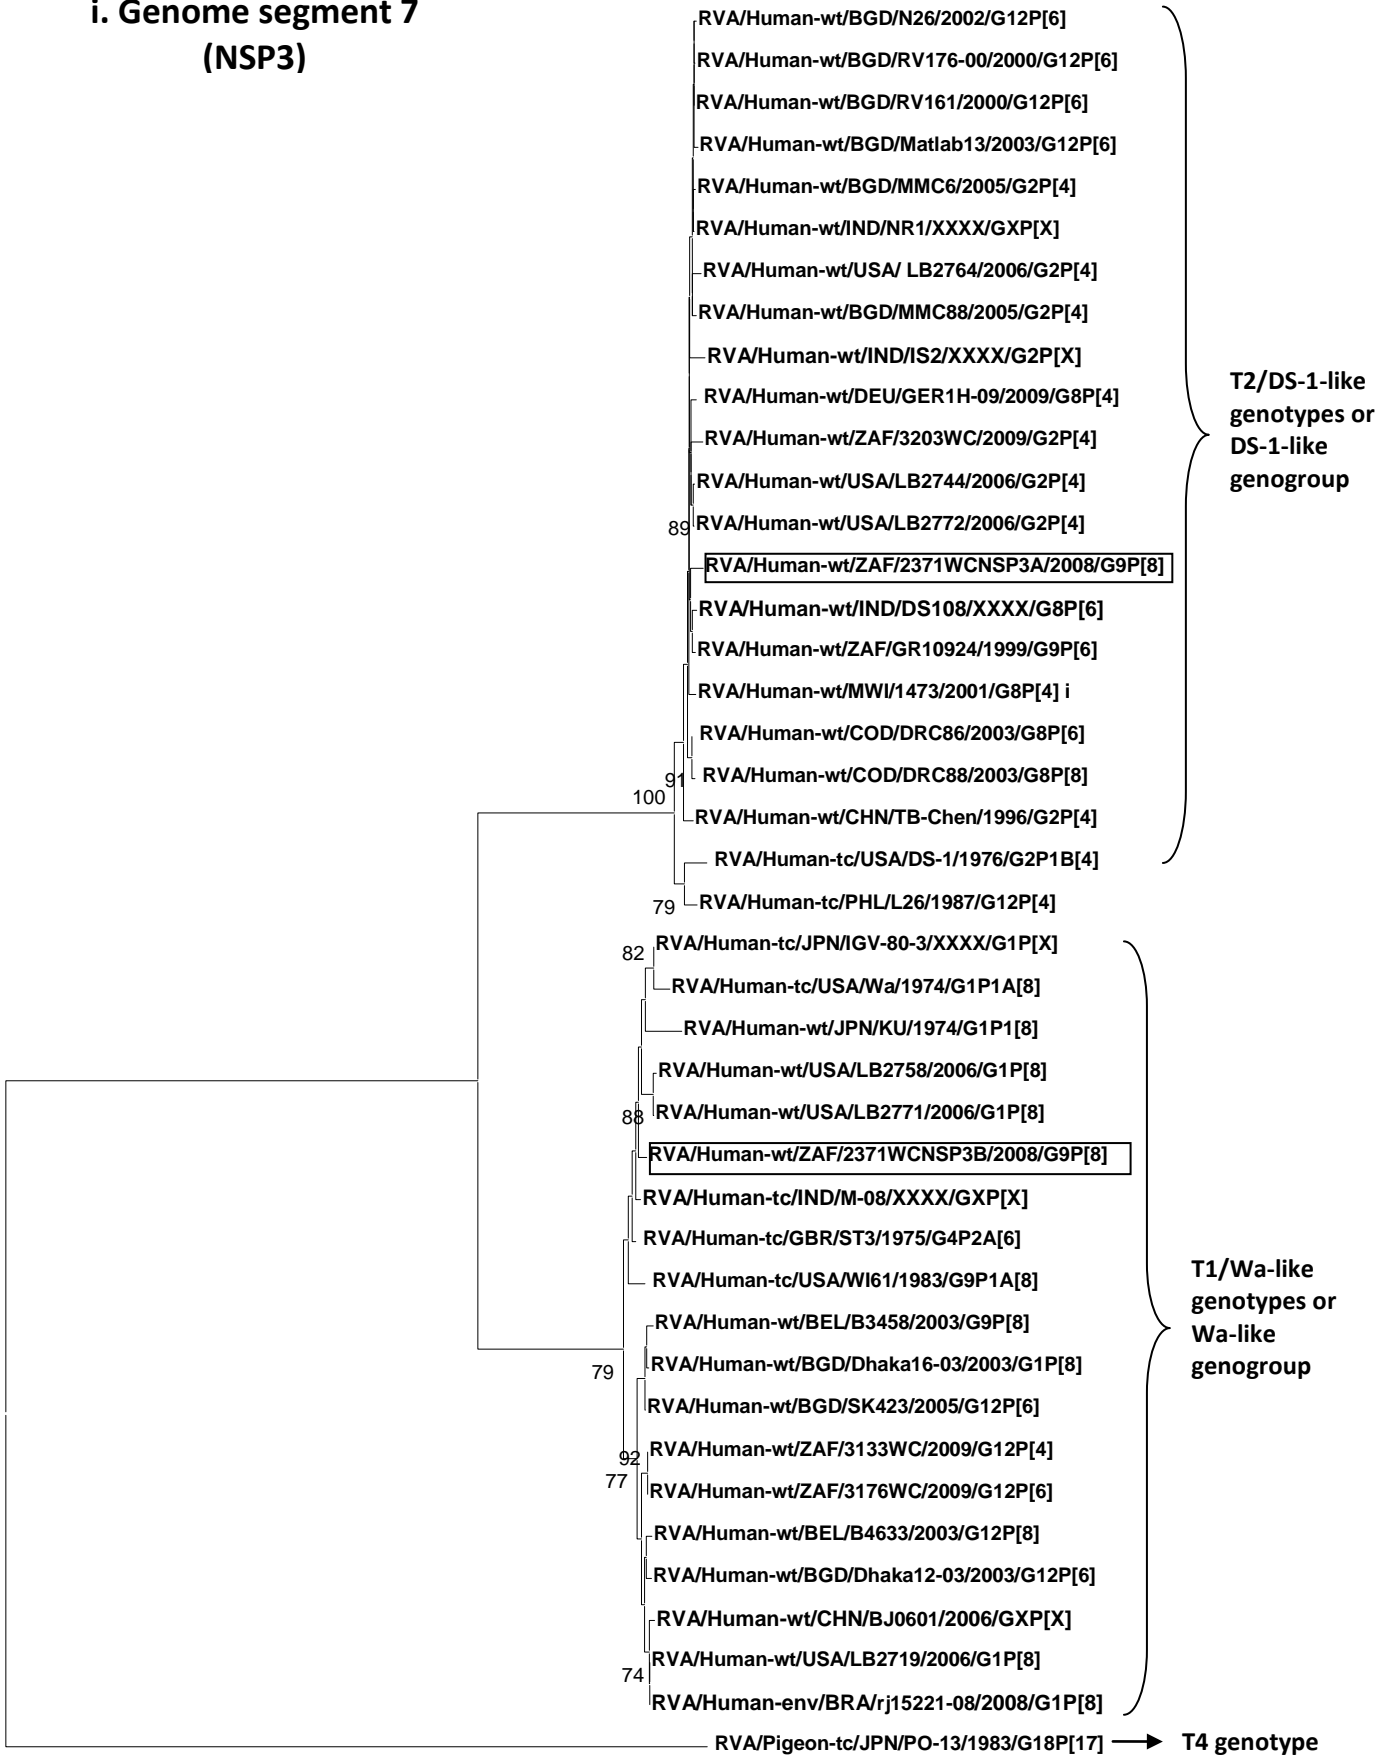 i. Genome segment 7
(NSP3)
RVA/Human-wt/BGD/N26/2002/G12P[6]
RVA/Human-wt/BGD/RV176-00/2000/G12P[6]
RVA/Human-wt/BGD/RV161/2000/G12P[6]
RVA/Human-wt/BGD/Matlab13/2003/G12P[6]
RVA/Human-wt/BGD/MMC6/2005/G2P[4]
RVA/Human-wt/IND/NR1/XXXX/GXP[X]
RVA/Human-wt/USA/ LB2764/2006/G2P[4]
RVA/Human-wt/BGD/MMC88/2005/G2P[4]
RVA/Human-wt/IND/IS2/XXXX/G2P[X]
RVA/Human-wt/DEU/GER1H-09/2009/G8P[4]
RVA/Human-wt/ZAF/3203WC/2009/G2P[4]
RVA/Human-wt/USA/LB2744/2006/G2P[4]
RVA/Human-wt/USA/LB2772/2006/G2P[4]
89
RVA/Human-wt/ZAF/2371WCNSP3A/2008/G9P[8]
RVA/Human-wt/IND/DS108/XXXX/G8P[6]
RVA/Human-wt/ZAF/GR10924/1999/G9P[6]
RVA/Human-wt/MWI/1473/2001/G8P[4] i
RVA/Human-wt/COD/DRC86/2003/G8P[6]
RVA/Human-wt/COD/DRC88/2003/G8P[8]
91
100
RVA/Human-wt/CHN/TB-Chen/1996/G2P[4]
RVA/Human-tc/USA/DS-1/1976/G2P1B[4]
RVA/Human-tc/PHL/L26/1987/G12P[4]
79
T2/DS-1-like
genotypes or
DS-1-like
genogroup
RVA/Human-tc/JPN/IGV-80-3/XXXX/G1P[X]
82
RVA/Human-tc/USA/Wa/1974/G1P1A[8]
RVA/Human-wt/JPN/KU/1974/G1P1[8]
RVA/Human-wt/USA/LB2758/2006/G1P[8]
RVA/Human-wt/USA/LB2771/2006/G1P[8]
88
RVA/Human-wt/ZAF/2371WCNSP3B/2008/G9P[8]
RVA/Human-tc/IND/M-08/XXXX/GXP[X]
RVA/Human-tc/GBR/ST3/1975/G4P2A[6]
RVA/Human-tc/USA/WI61/1983/G9P1A[8]
RVA/Human-wt/BEL/B3458/2003/G9P[8]
RVA/Human-wt/BGD/Dhaka16-03/2003/G1P[8]
79
RVA/Human-wt/BGD/SK423/2005/G12P[6]
RVA/Human-wt/ZAF/3133WC/2009/G12P[4]
92
77
RVA/Human-wt/ZAF/3176WC/2009/G12P[6]
RVA/Human-wt/BEL/B4633/2003/G12P[8]
RVA/Human-wt/BGD/Dhaka12-03/2003/G12P[6]
RVA/Human-wt/CHN/BJ0601/2006/GXP[X]
RVA/Human-wt/USA/LB2719/2006/G1P[8]
74
RVA/Human-env/BRA/rj15221-08/2008/G1P[8]
T1/Wa-like
genotypes or
Wa-like
genogroup
RVA/Pigeon-tc/JPN/PO-13/1983/G18P[17]
T4 genotype